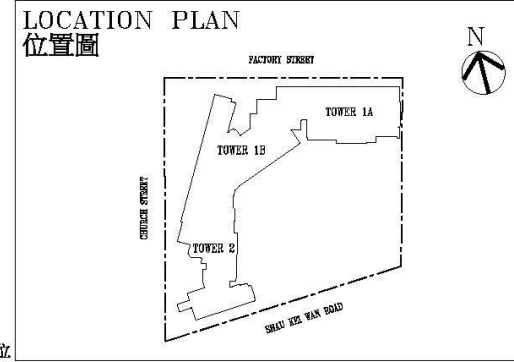 LOCATION PLAN
位置圖
N
FACTORY STREET
TOWER 1A
TOWER 1B
CHURCH STREET
TOWER 2
SHAU KEI WAN ROAD
位